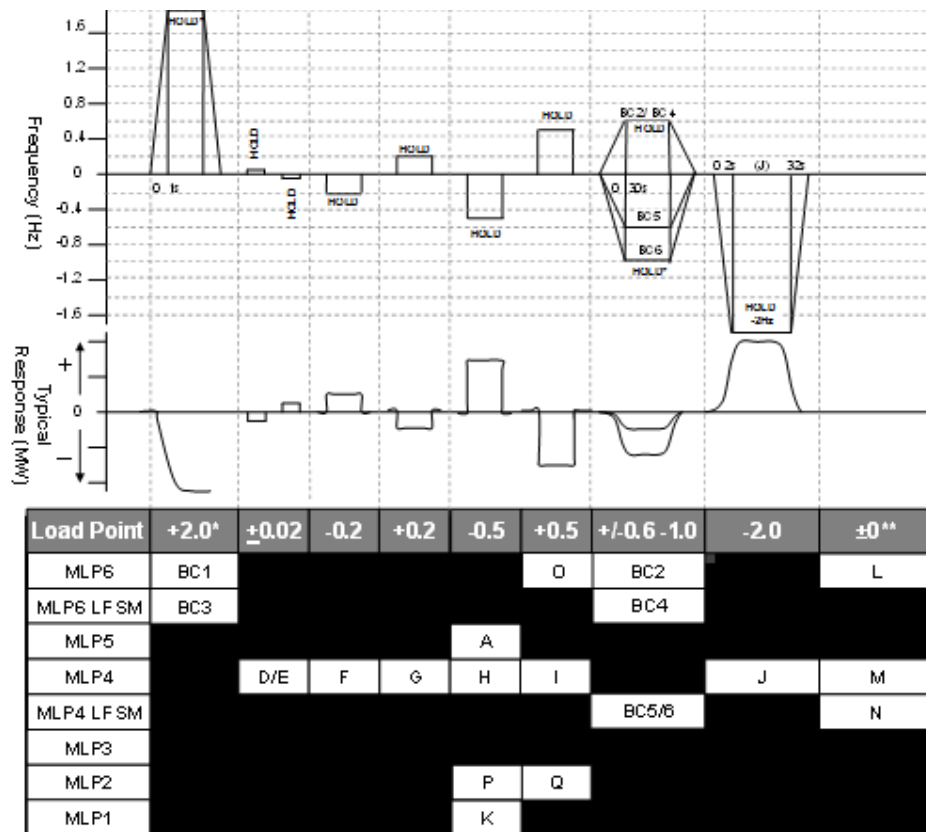 1.6
1.2
0.8
0.4
0
-0.4
-0.8
-1.2
-1.6
Frequency (Hz)
HOLD*
0 1s
HOLD
HOLD
HOLD
HOLD
HOLD
HOLD
BC2/ BC4
HOLD
0 30s
BC5
BC6
HOLD*
0 2s (J) 32s
HOLD
-2Hz
+
0
−
Typical
Response (MW)
Load Point +2.0* ±0.02 -0.2 +0.2 -0.5 +0.5 +/-0.6 -1.0 -2.0 ±0**
MLP6 BC1 O BC2 L
MLP6 LFSM BC3 BC4
MLP5 A
MLP4 D/E F G H I J M
MLP4 LFSM BC5/6 N
MLP3
MLP2 P Q
MLP1 K